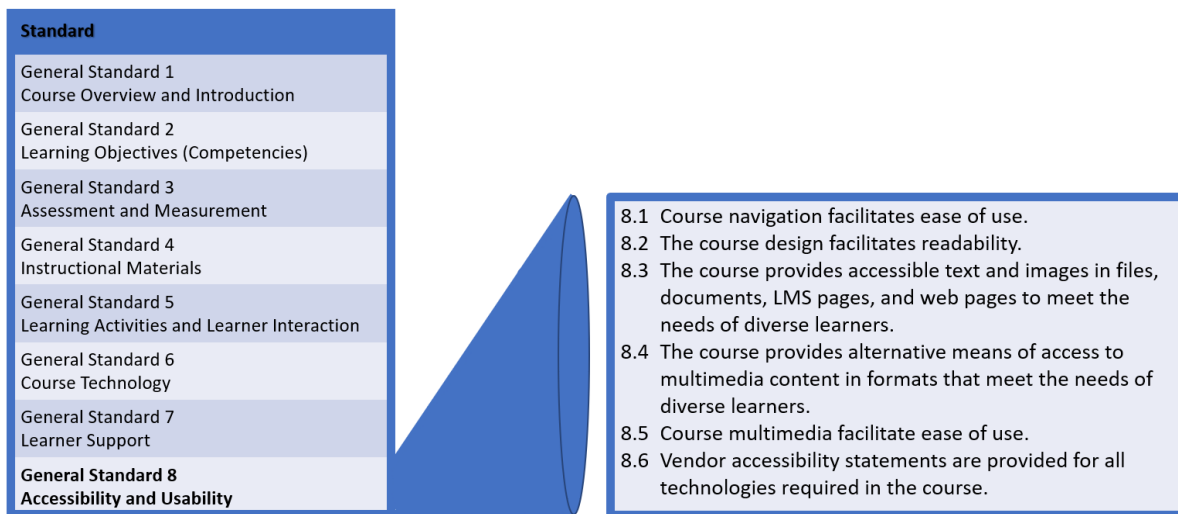 Standard
General Standard 1
Course Overview and Introduction
General Standard 2
Learning Objectives (Competencies)
General Standard 3
Assessment and Measurement
General Standard 4
Instructional Materials
General Standard 5
Learning Activities and Learner Interaction
General Standard 6
Course Technology
General Standard 7
Learner Support
General Standard 8
Accessibility and Usability
8.1 Course navigation facilitates ease of use.
8.2 The course design facilitates readability.
8.3 The course provides accessible text and images in files,
documents, LMS pages, and web pages to meet the
needs of diverse learners.
8.4 The course provides alternative means of access to
multimedia content in formats that meet the needs of
diverse learners.
8.5 Course multimedia facilitate ease of use.
8.6 Vendor accessibility statements are provided for all
technologies required in the course.